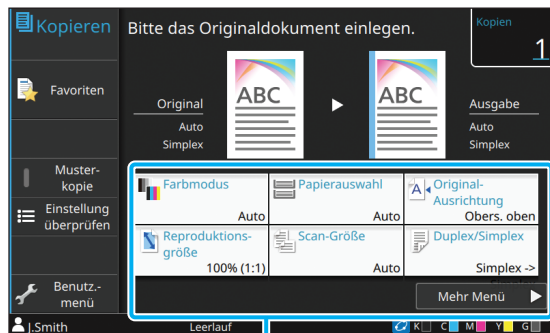 Kopieren
Bitte das Originaldokument einlegen.
Kopien
1
Favoriten
Original
Auto
Simplex
ABC
ABC
Ausgabe
Auto
Simplex
Muster-
kopie
Einstellung
überprüfen
Benutz.-
menü
Farbmodus
Auto
Papierauswahl
Auto
A
Original-
Ausrichtung
Obers. oben
Reproduktions-
größe
100% (1:1)
Scan-Größe
Auto
Duplex/Simplex
Simplex ->
Mehr Menü
J.Smith
Leerlauf
K C M Y G